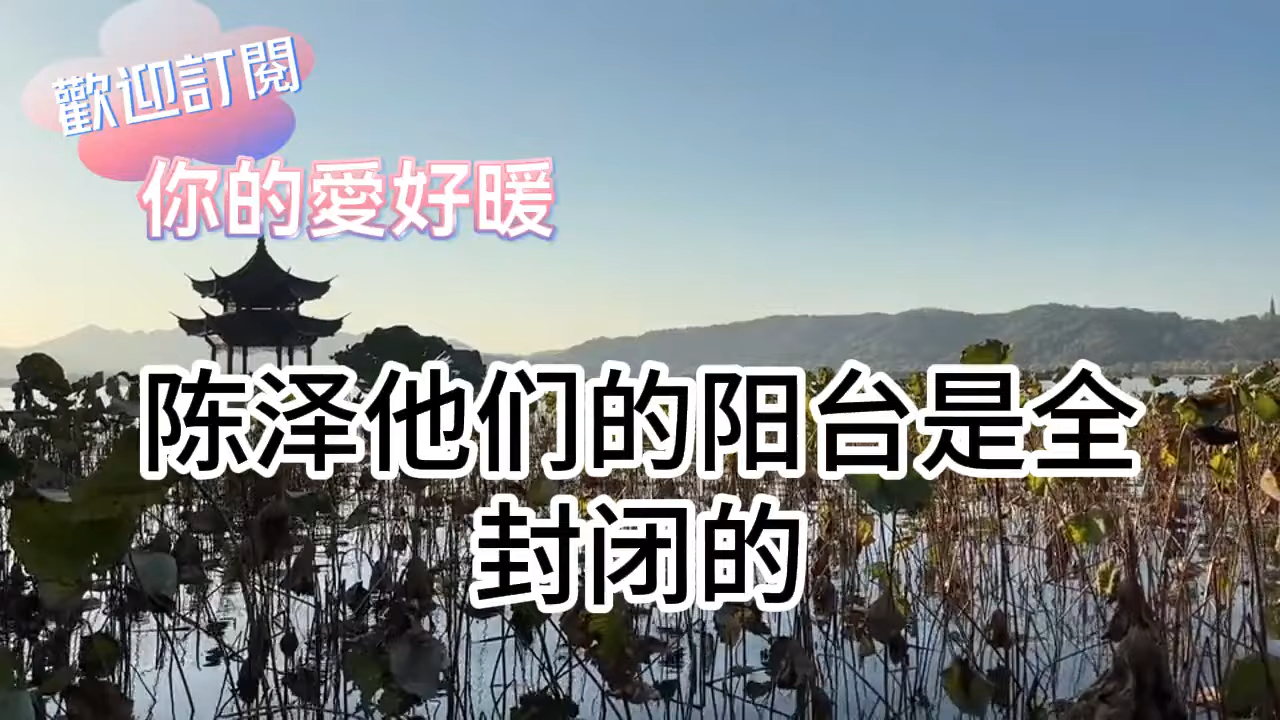 歡迎訂閱
你的愛好暖
陈泽他们的阳台是全
封闭的